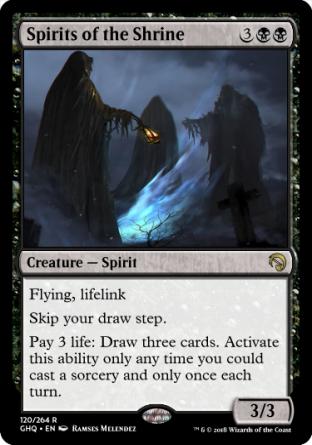 Spirits of the Shrine 3
Creature — Spirit
Flying, lifelink
Skip your draw step.
Pay 3 life: Draw three cards. Activate
this ability only any time you could
cast a sorcery and only once each
turn.
3/3
120/264 R
GHQ • EN Ramses Melendez
™ & © 2018 Wizards of the Coast